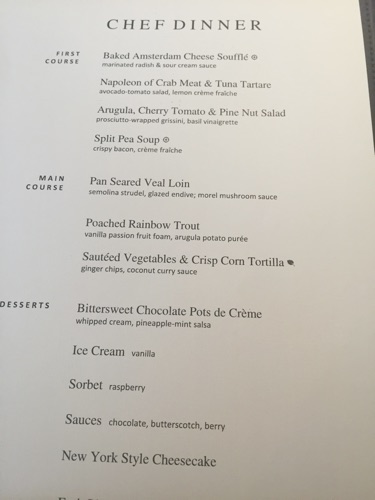 CHEF DINNER
FIRST COURSE
Baked Amsterdam Cheese Soufflé
marinated radish & sour cream sauce
Napoleon of Crab Meat & Tuna Tartare
avocado-tomato salad, lemon crème fraîche
Arugula, Cherry Tomato & Pine Nut Salad
prosciutto-wrapped grissini, basil vinaigrette
Split Pea Soup
crispy bacon, crème fraîche
MAIN COURSE
Pan Seared Veal Loin
semolina strudel, glazed endive; morel mushroom sauce
Poached Rainbow Trout
vanilla passion fruit foam, arugula potato purée
Sautéed Vegetables & Crisp Corn Tortilla
ginger chips, coconut curry sauce
DESSERTS
Bittersweet Chocolate Pots de Crème
whipped cream, pineapple-mint salsa
Ice Cream vanilla
Sorbet raspberry
Sauces chocolate, butterscotch, berry
New York Style Cheesecake